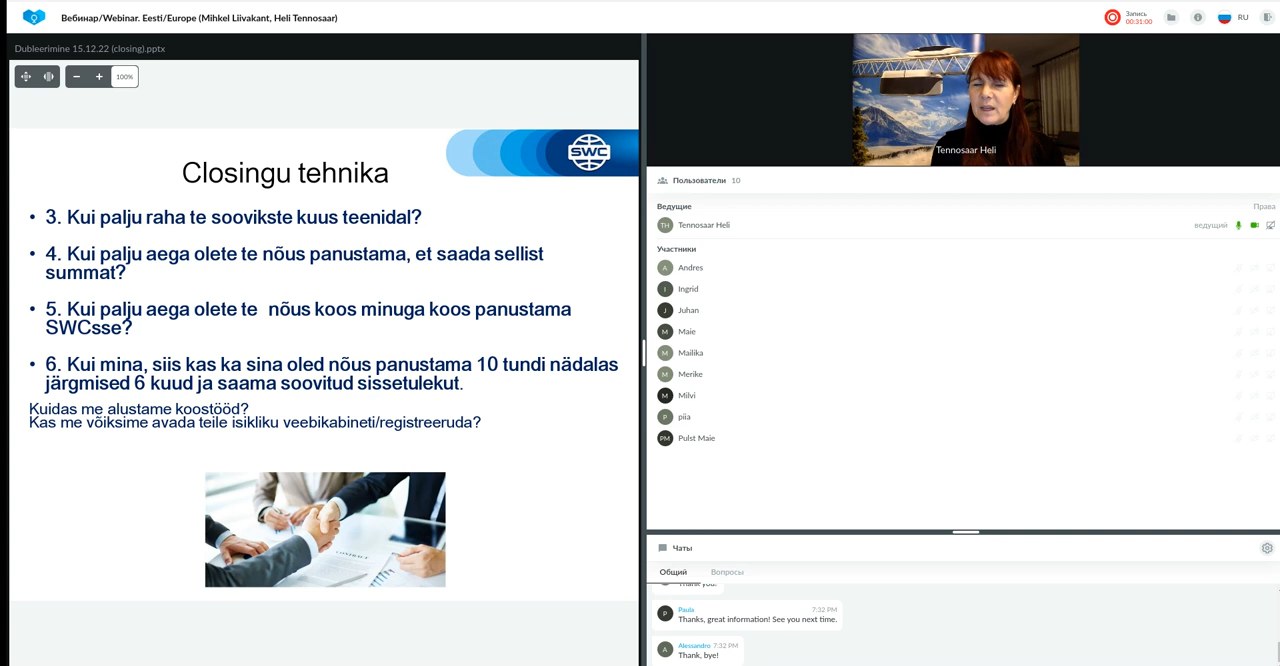 Вебинар/Webinar. Eesti/Europe (Mihkel Liivakant, Heli Tennosaar)
Запись
00:31:00
RU
Dubleerimine 15.12.22 (closing).pptx
100%
SWC
Closingu tehnika
• 3. Kui palju raha te soovikste kuus teenidal?
• 4. Kui palju aega olete te nõus panustama, et saada sellist
summat?
• 5. Kui palju aega olete te nõus koos minuga koos panustama
SWCsse?
• 6. Kui mina, siis kas ka sina oled nõus panustama 10 tundi nädalas
järgmised 6 kuud ja saama soovitud sissetulekut.
Kuidas me alustame koostööd?
Kas me võiksime avada teile isikliku veebikabineti/registreeruda?
CONTRACT
Tennosaar Heli
Пользователи 10
Ведущие Права
TH Tennosaar Heli ведущий
Участники
A Andres
I Ingrid
J Juhan
M Maie
M Mailika
M Merike
M Milvi
P piia
PM Pulst Maie
Чаты
Общий Вопросы
Thank you.
P Paula 7:32 PM
Thanks, great information! See you next time.
A Alessandro 7:32 PM
Thank, bye!